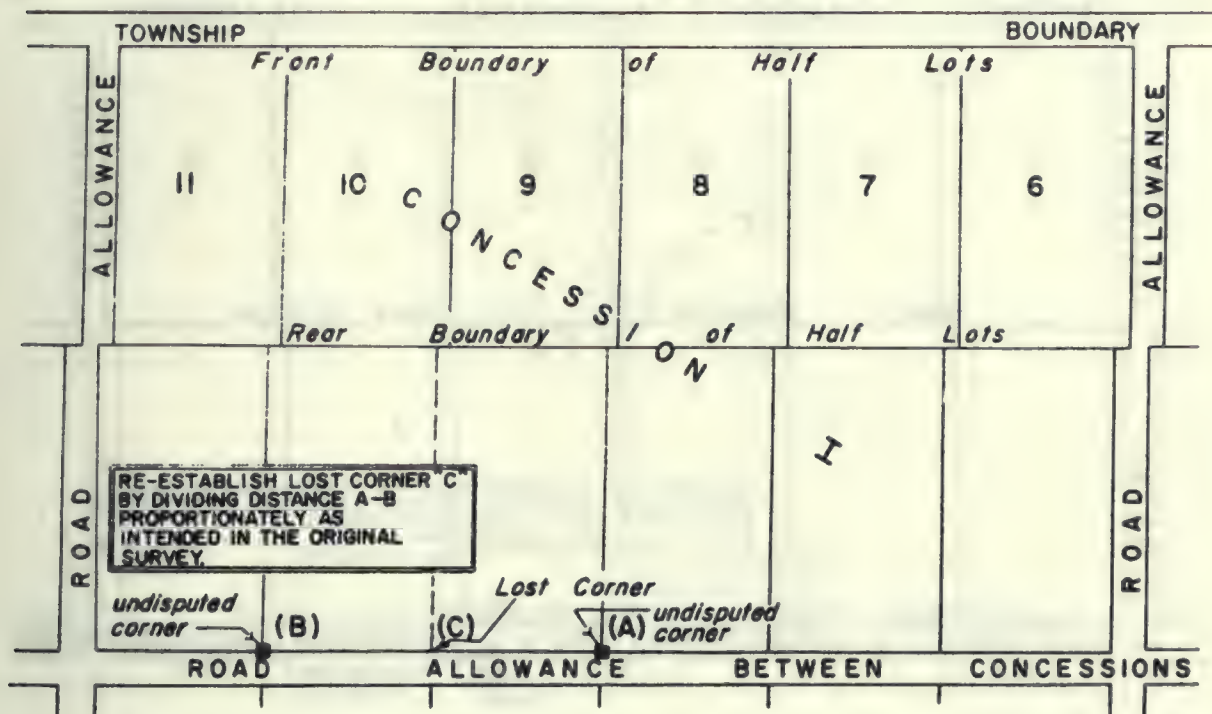 TOWNSHIP BOUNDARY
Front Boundary of Half Lots
ALLOWANCE
ALLOWANCE
11 10 9 8 7 6
CONCESSION I
Rear Boundary of Half Lots
RE-ESTABLISH LOST CORNER "C"
BY DIVIDING DISTANCE A-B
PROPORTIONATELY AS
INTENDED IN THE ORIGINAL
SURVEY.
ROAD
ROAD
undisputed
corner
(B)
(C)
Lost Corner
(A)
undisputed
corner
ROAD ALLOWANCE BETWEEN CONCESSIONS